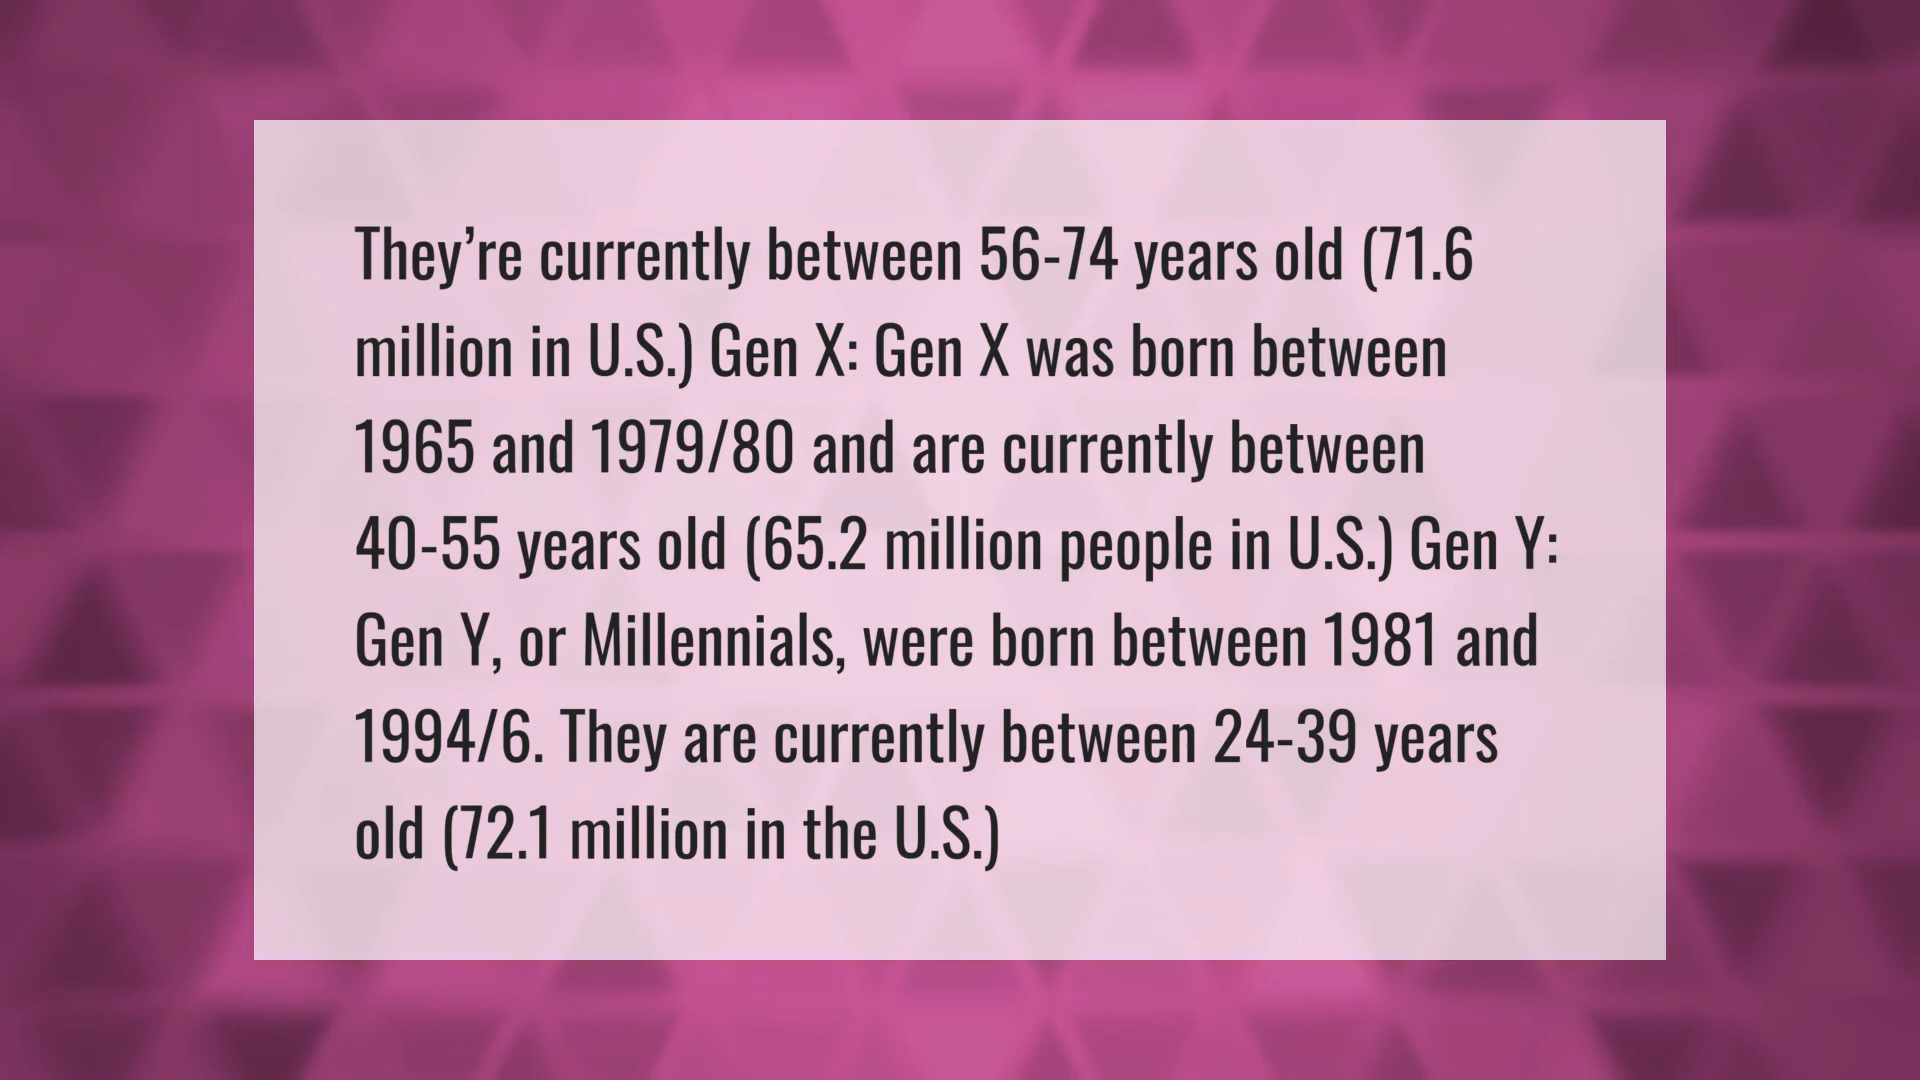 They’re currently between 56-74 years old (71.6
million in U.S.) Gen X: Gen X was born between
1965 and 1979/80 and are currently between
40-55 years old (65.2 million people in U.S.) Gen Y:
Gen Y, or Millennials, were born between 1981 and
1994/6. They are currently between 24-39 years
old (72.1 million in the U.S.)